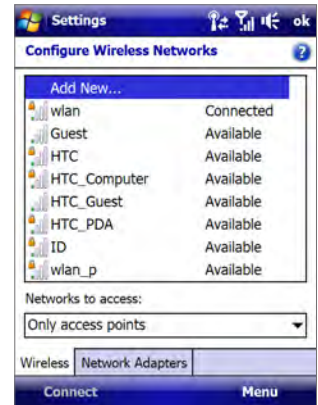 Settings ok
Configure Wireless Networks ?
Add New...
wlan Connected
Guest Available
HTC Available
HTC_Computer Available
HTC_Guest Available
HTC_PDA Available
ID Available
wlan_p Available
Networks to access:
Only access points
Wireless Network Adapters
Connect Menu